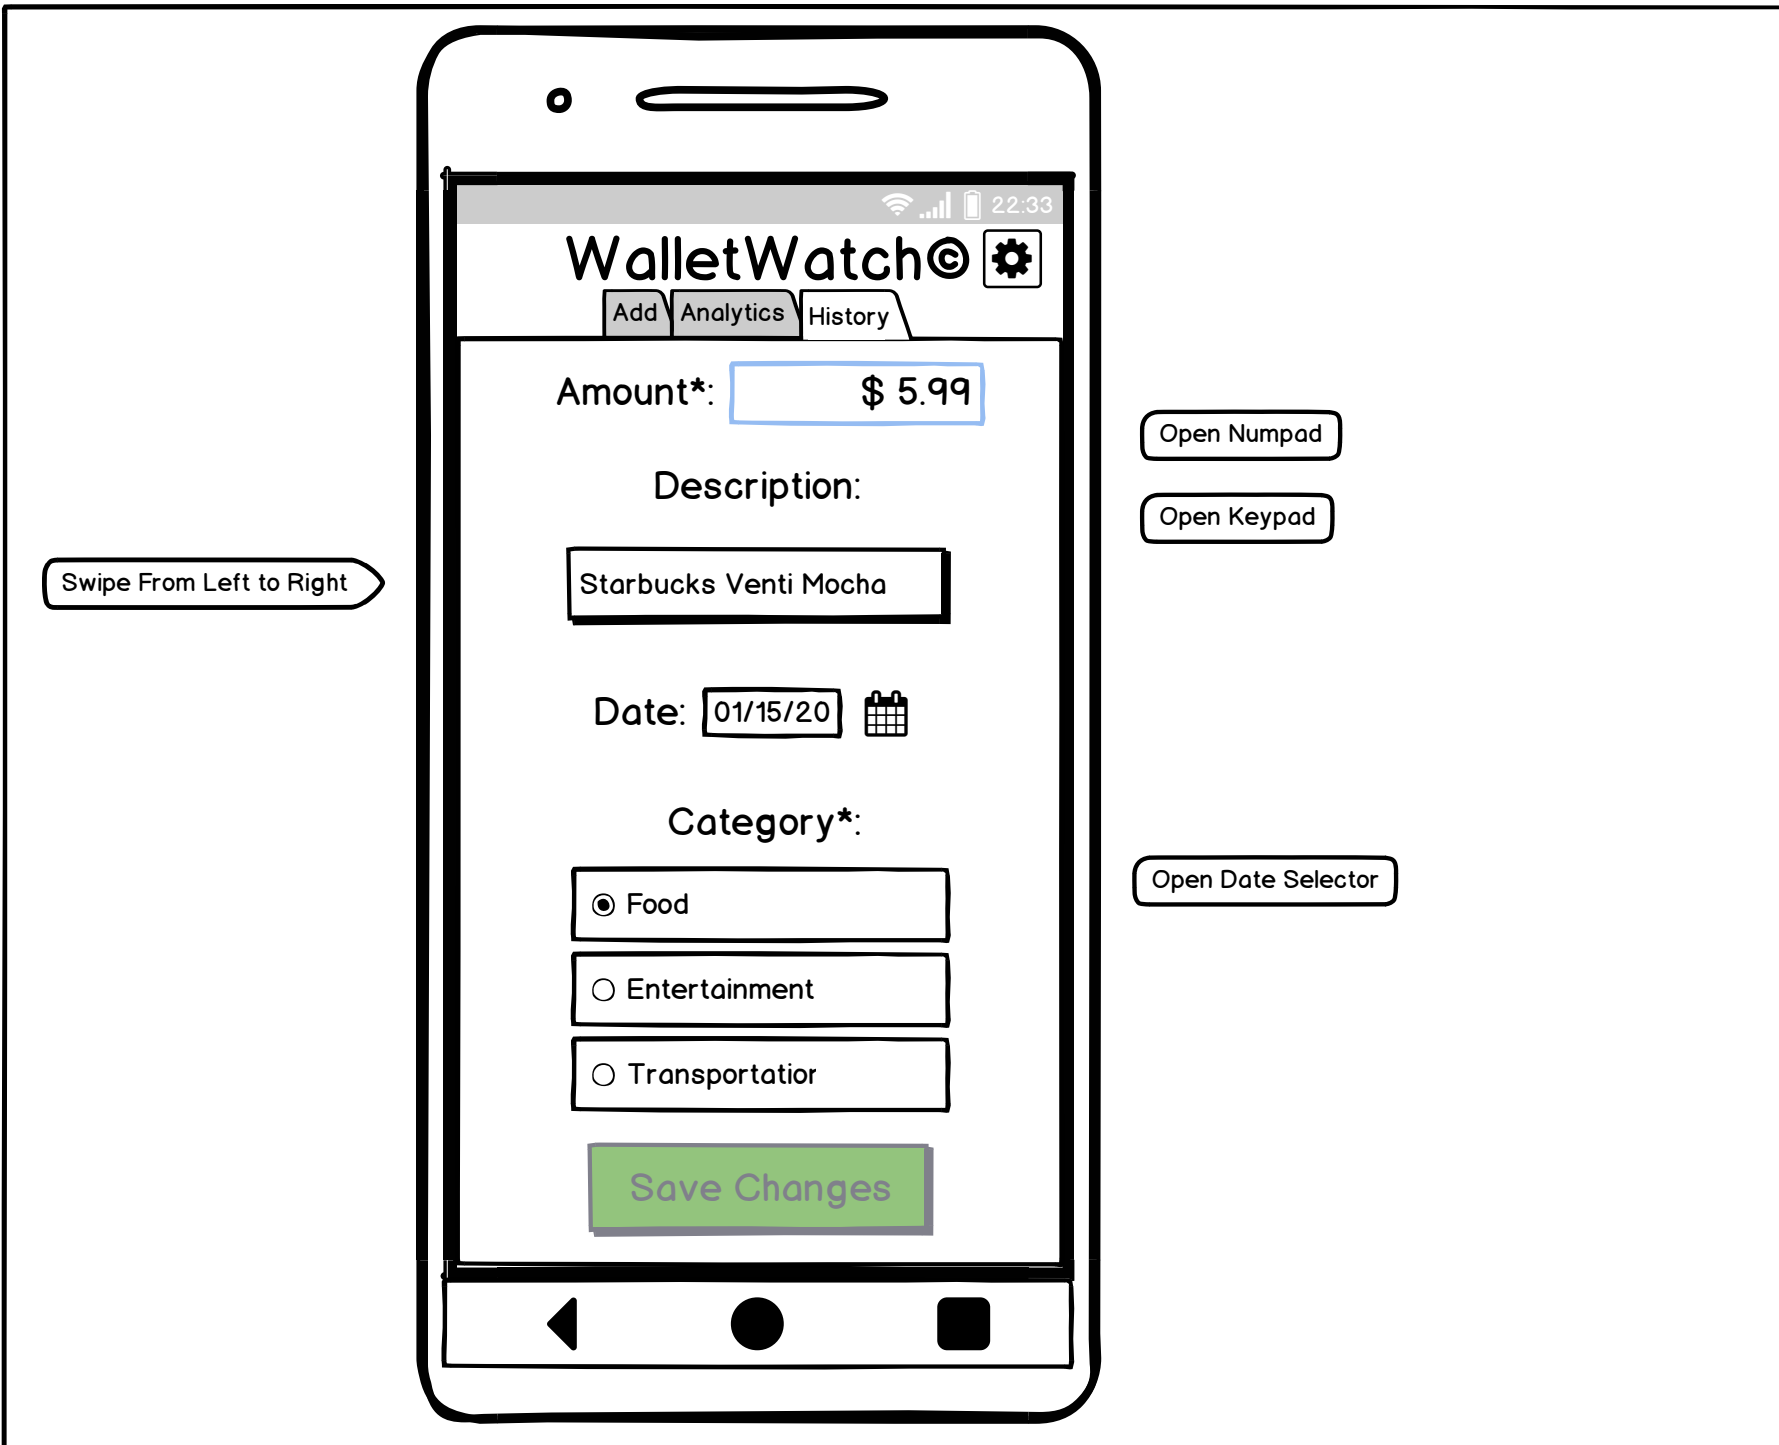 22:33
WalletWatch©
Add Analytics History
Amount*: $ 5.99
Open Numpad
Description:
Open Keypad
Swipe From Left to Right
Starbucks Venti Mocha
Date: 01/15/20
Category*:
Open Date Selector
Food
Entertainment
Transportation
Save Changes